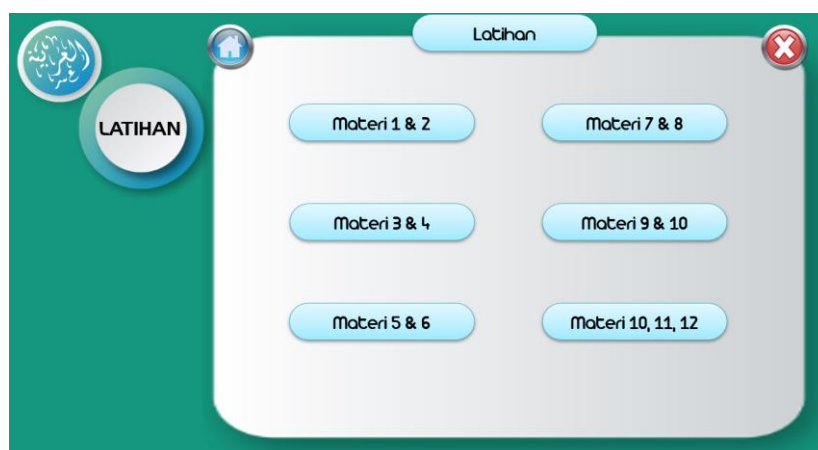 العربية
LATIHAN
Latihan
Materi 1 & 2
Materi 7 & 8
Materi 3 & 4
Materi 9 & 10
Materi 5 & 6
Materi 10, 11, 12